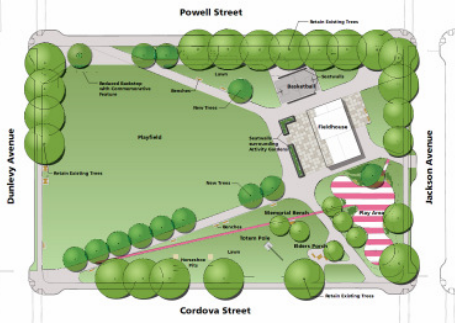 Powell Street
Retain Existing Trees
Lawn
Seatwalls
Reduced Backstop
with Commemorative
Feature
Benches
Basketball
New Trees
Fieldhouse
Playfield
Seatwalls
surrounding
Activity Gardens
Dunlevy Avenue
Jackson Avenue
Retain Existing Trees
New Trees
Memorial Bench
Play Area
Benches
Totem Pole
Elders Porch
Lawn
Horseshoe
Pits
Retain Existing Trees
Cordova Street